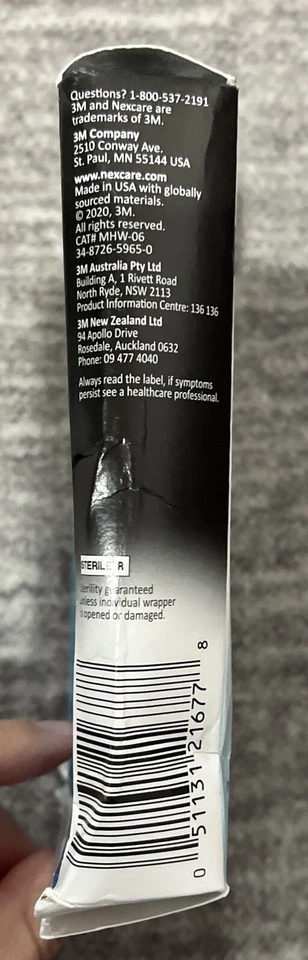 Questions? 1-800-537-2191
3M and Nexcare are
trademarks of 3M.
3M Company
2510 Conway Ave.
St. Paul, MN 55144 USA
www.nexcare.com
Made in USA with globally
sourced materials.
© 2020, 3M.
All rights reserved.
CAT# MHW-06
34-8726-5965-0
3M Australia Pty Ltd
Building A, 1 Rivett Road
North Ryde, NSW 2113
Product Information Centre: 136 136
3M New Zealand Ltd
94 Apollo Drive
Rosedale, Auckland 0632
Phone: 09 477 4040
Always read the label, if symptoms
persist see a healthcare professional.
STERILE R
Sterility guaranteed
unless individual wrapper
is opened or damaged.
0 51131 21677 8